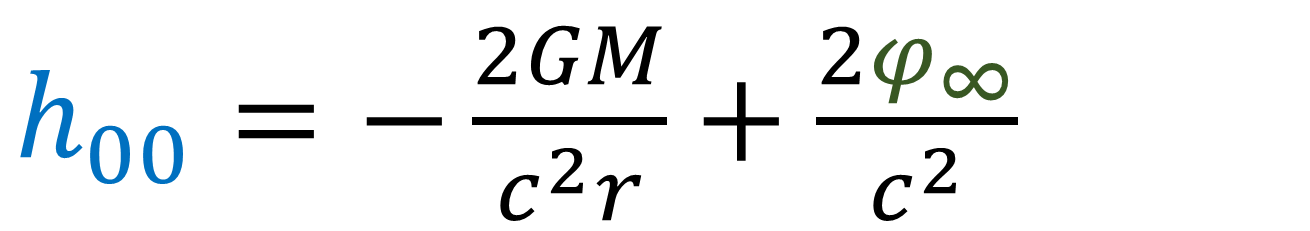 h₀₀ = − 2GM/c²r + 2φ∞/c²